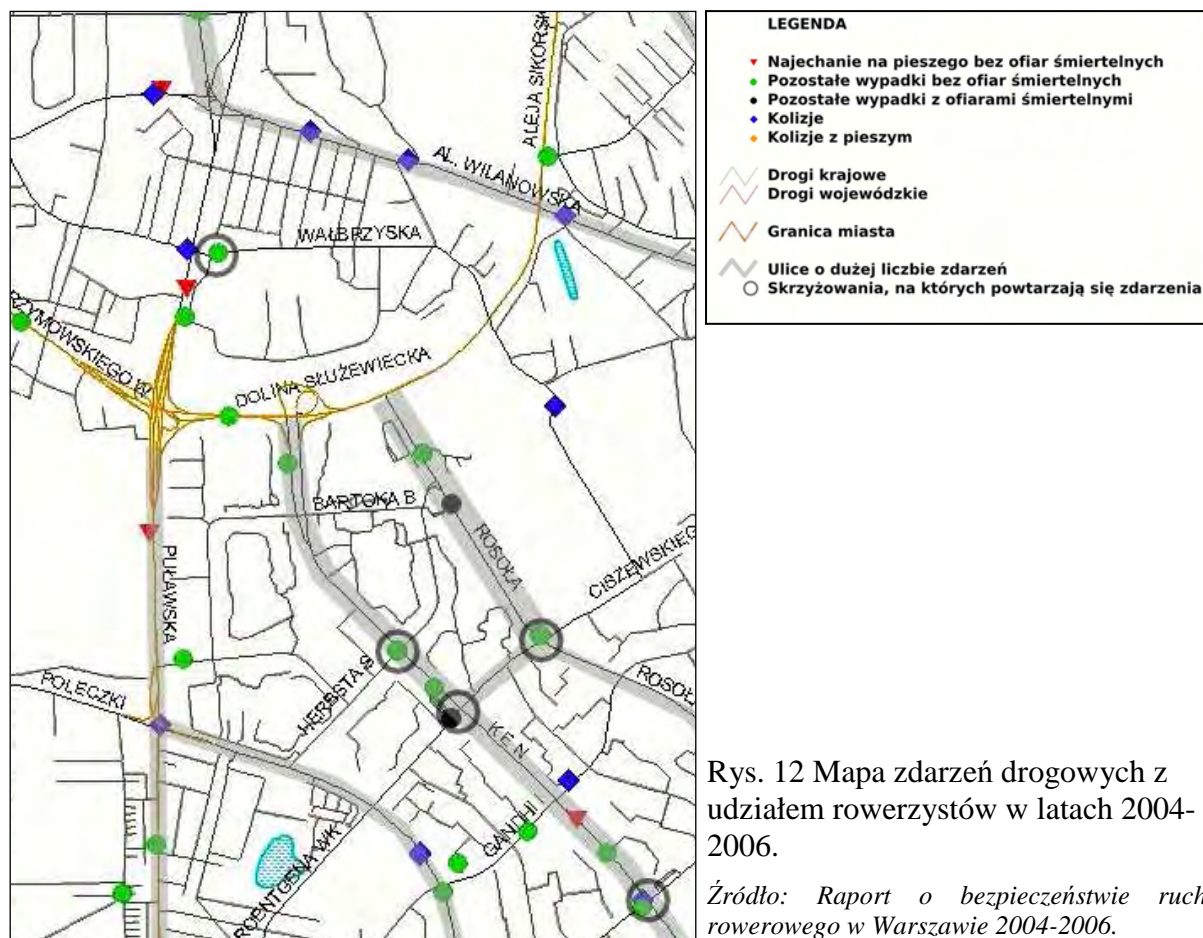 ALEJA SIKORSK
AL. WILANOWSKA
WAŁBRZYSKA
RZYMOWSKIEGO W
DOLINA SŁUŻEWIECKA
BARTOKA B
ROSOŁA
CISZEWSKIEG
PUŁAWSKA
POLECZKI
HERBSTA S
ROSOŁ
K E N
GANDHI
ROENTGENA WK
LEGENDA
Najechanie na pieszego bez ofiar śmiertelnych
Pozostałe wypadki bez ofiar śmiertelnych
Pozostałe wypadki z ofiarami śmiertelnymi
Kolizje
Kolizje z pieszym
Drogi krajowe
Drogi wojewódzkie
Granica miasta
Ulice o dużej liczbie zdarzeń
Skrzyżowania, na których powtarzają się zdarzenia
Rys. 12 Mapa zdarzeń drogowych z
udziałem rowerzystów w latach 2004-
2006.
Źródło: Raport o bezpieczeństwie ruch
rowerowego w Warszawie 2004-2006.